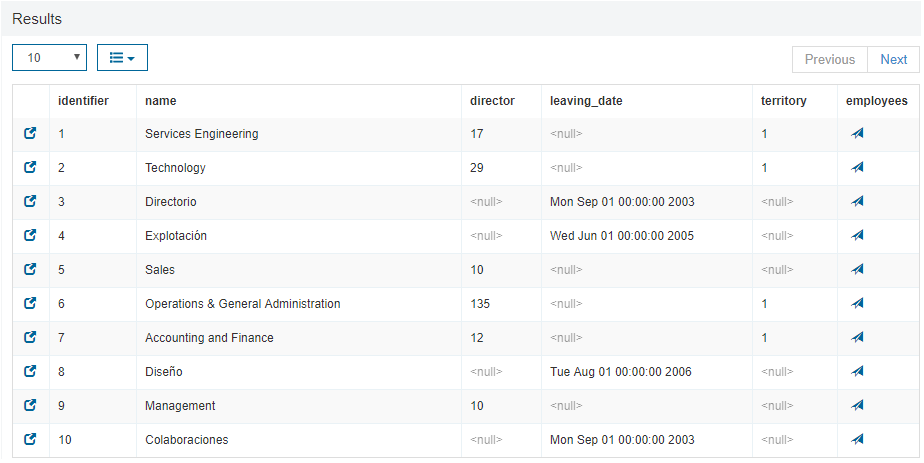 Results
10 Previous Next
identifier name director leaving_date territory employees
1 Services Engineering 17 <null> 1
2 Technology 29 <null> 1
3 Directorio <null> Mon Sep 01 00:00:00 2003 <null>
4 Explotación <null> Wed Jun 01 00:00:00 2005 <null>
5 Sales 10 <null> <null>
6 Operations & General Administration 135 <null> 1
7 Accounting and Finance 12 <null> 1
8 Diseño <null> Tue Aug 01 00:00:00 2006 <null>
9 Management 10 <null> <null>
10 Colaboraciones <null> Mon Sep 01 00:00:00 2003 <null>